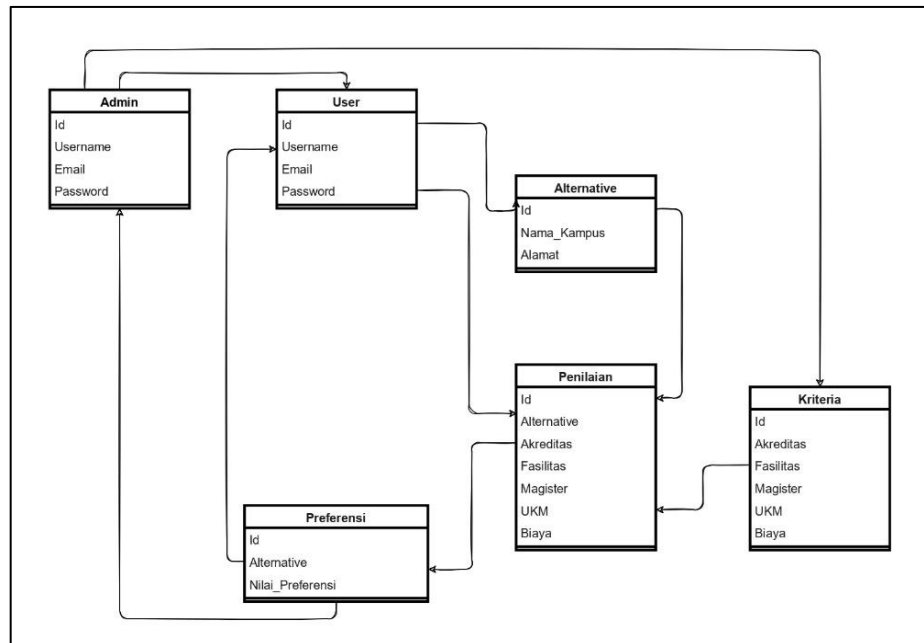 Admin
Id
Username
Email
Password
User
Id
Username
Email
Password
Alternative
Id
Nama_Kampus
Alamat
Penilaian
Id
Alternative
Akreditas
Fasilitas
Magister
UKM
Biaya
Kriteria
Id
Akreditas
Fasilitas
Magister
UKM
Biaya
Preferensi
Id
Alternative
Nilai_Preferensi